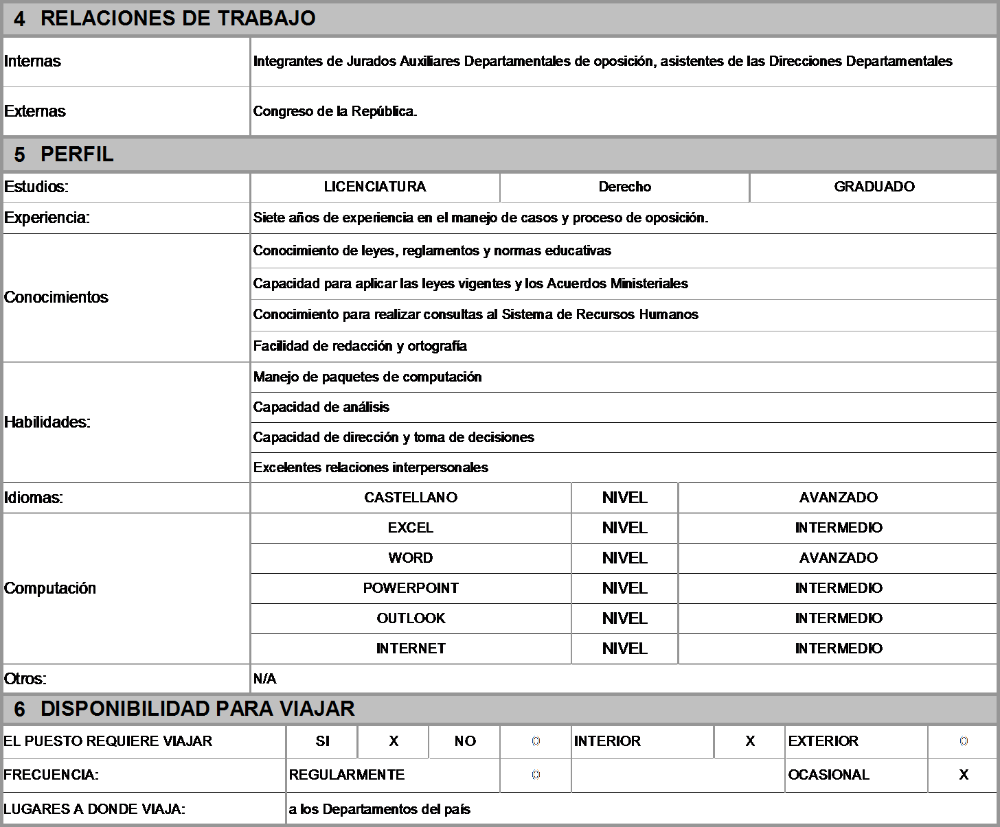 4 RELACIONES DE TRABAJO
Internas Integrantes de Jurados Auxiliares Departamentales de oposición, asistentes de las Direcciones Departamentales
Externas Congreso de la República.
5 PERFIL
Estudios: LICENCIATURA Derecho GRADUADO
Experiencia: Siete años de experiencia en el manejo de casos y proceso de oposición.
Conocimientos
Conocimiento de leyes, reglamentos y normas educativas
Capacidad para aplicar las leyes vigentes y los Acuerdos Ministeriales
Conocimiento para realizar consultas al Sistema de Recursos Humanos
Facilidad de redacción y ortografía
Habilidades:
Manejo de paquetes de computación
Capacidad de análisis
Capacidad de dirección y toma de decisiones
Excelentes relaciones interpersonales
Idiomas: CASTELLANO NIVEL AVANZADO
Computación
EXCEL NIVEL INTERMEDIO
WORD NIVEL AVANZADO
POWERPOINT NIVEL INTERMEDIO
OUTLOOK NIVEL INTERMEDIO
INTERNET NIVEL INTERMEDIO
Otros: N/A
6 DISPONIBILIDAD PARA VIAJAR
EL PUESTO REQUIERE VIAJAR SI X NO 0 INTERIOR X EXTERIOR 0
FRECUENCIA: REGULARMENTE 0 OCASIONAL X
LUGARES A DONDE VIAJA: a los Departamentos del país